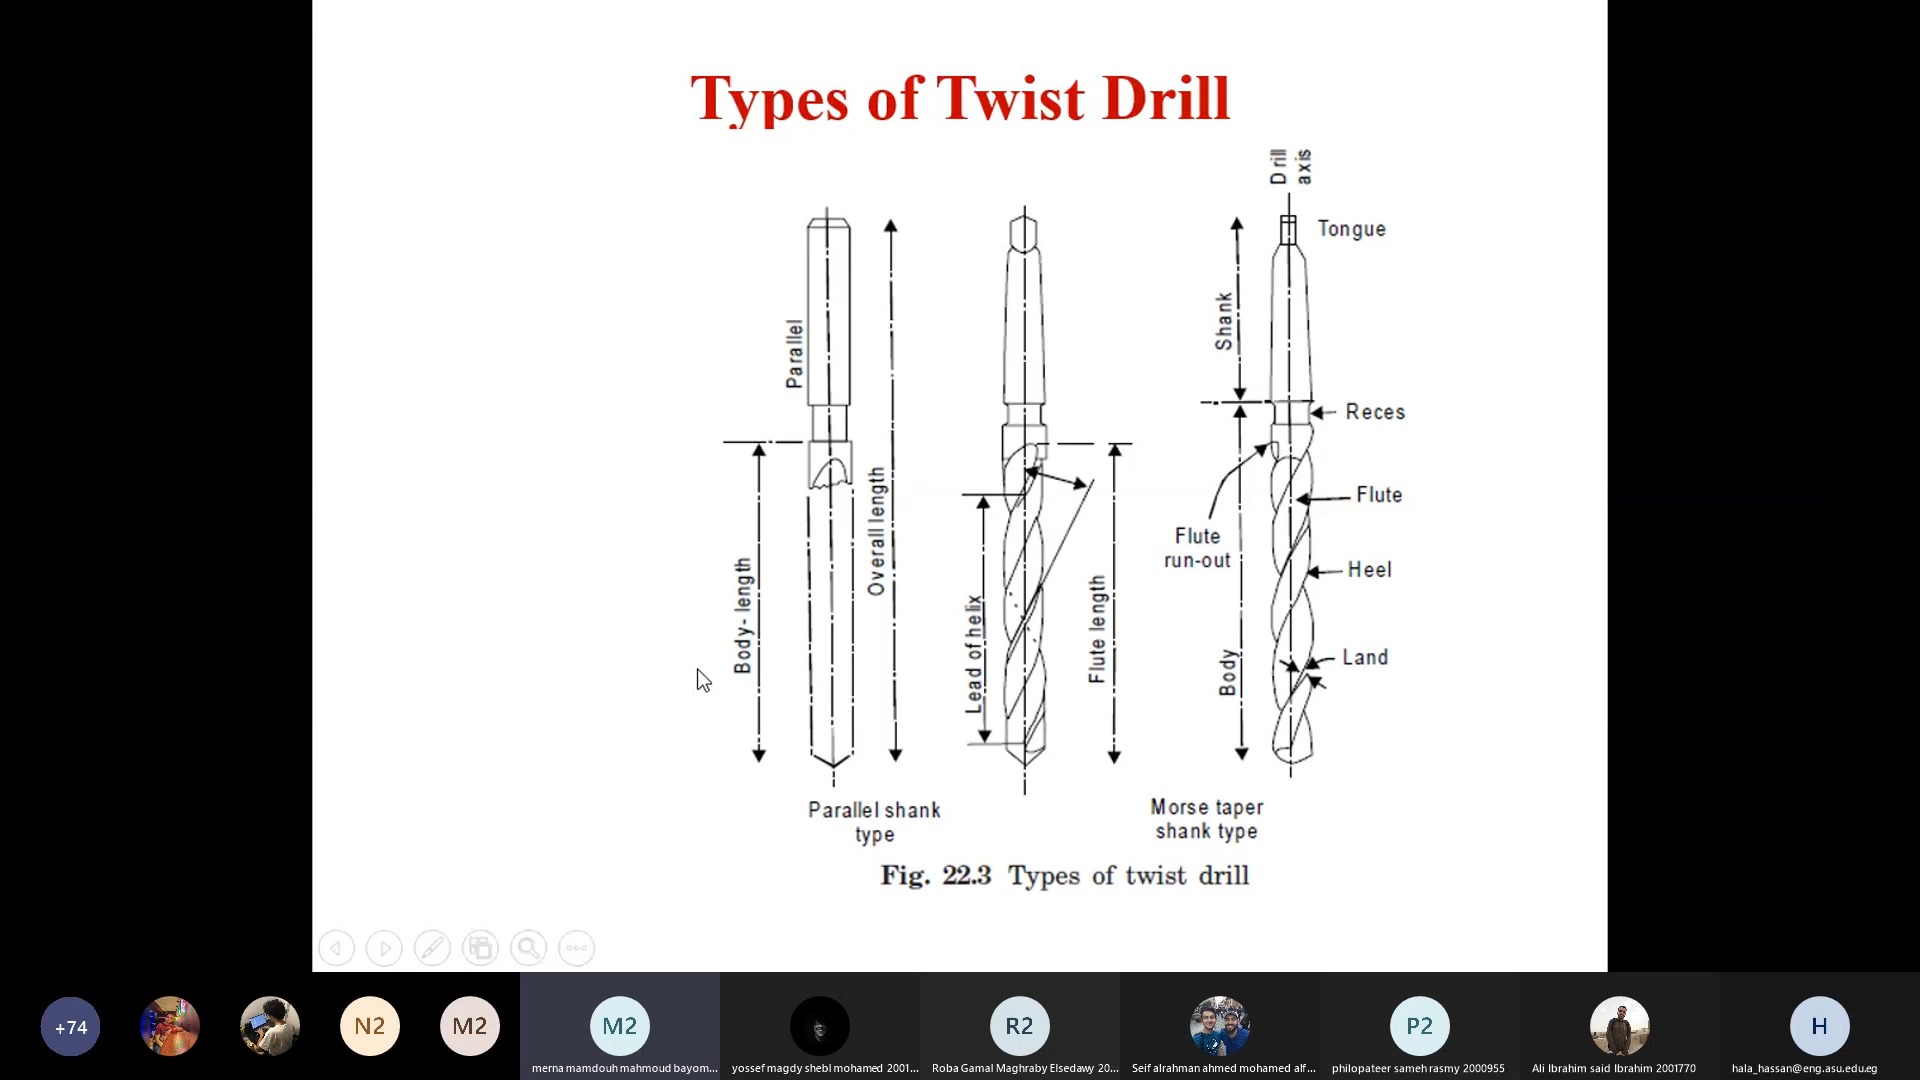 Types of Twist Drill
Drill
axis
Tongue
Parallel
Shank
Reces
Overall length
Flute
Flute
run-out
Heel
Body- length
Lead of helix
Flute length
Body
Land
Parallel shank
type
Morse taper
shank type
Fig. 22.3 Types of twist drill
+74
N2
M2
M2
R2
P2
H
merna mamdouh mahmoud bayom...
yossef magdy shebl mohamed 2001...
Roba Gamal Maghraby Elsedawy 20...
Seif alrahman ahmed mohamed alf...
philopateer sameh rasmy 2000955
Ali Ibrahim said Ibrahim 2001770
hala_hassan@eng.asu.edu.eg